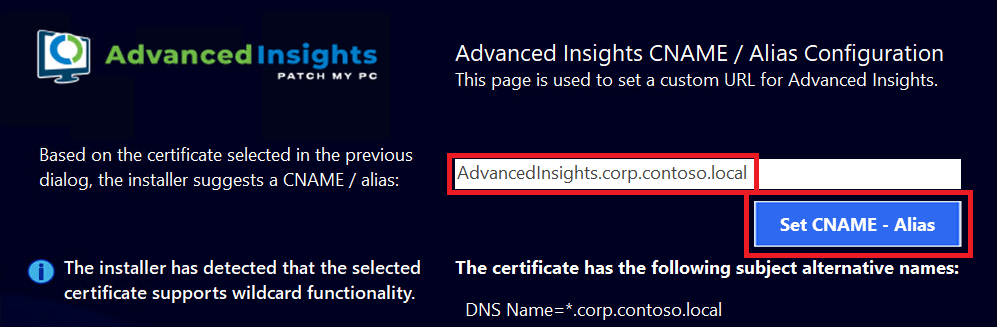 Advanced Insights
PATCH MY PC
Advanced Insights CNAME / Alias Configuration
This page is used to set a custom URL for Advanced Insights.
Based on the certificate selected in the previous
dialog, the installer suggests a CNAME / alias:
AdvancedInsights.corp.contoso.local
Set CNAME - Alias
The installer has detected that the selected
certificate supports wildcard functionality.
The certificate has the following subject alternative names:
DNS Name=*.corp.contoso.local